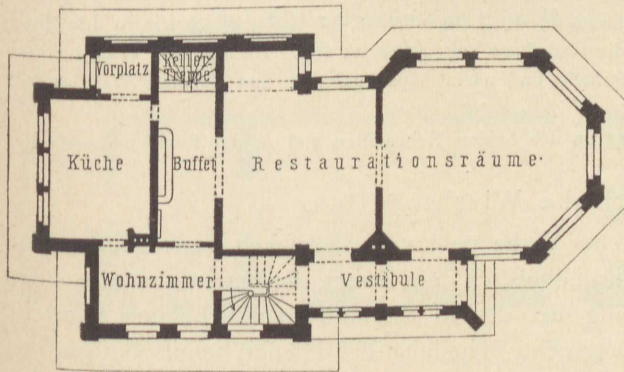 Vorplatz
Keller-
Treppe
Küche
Buffet
Restaurationsräume.
Wohnzimmer
Vestibule